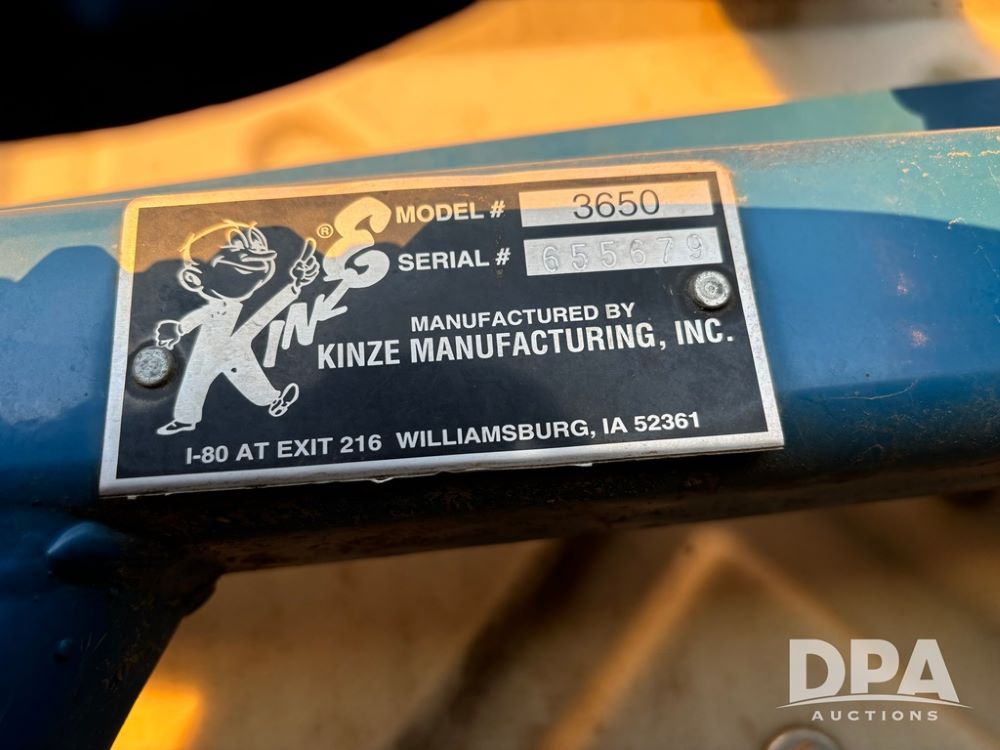 KINZE®
MODEL # 3650
SERIAL # 655679
MANUFACTURED BY
KINZE MANUFACTURING, INC.
I-80 AT EXIT 216 WILLIAMSBURG, IA 52361
DPA
AUCTIONS